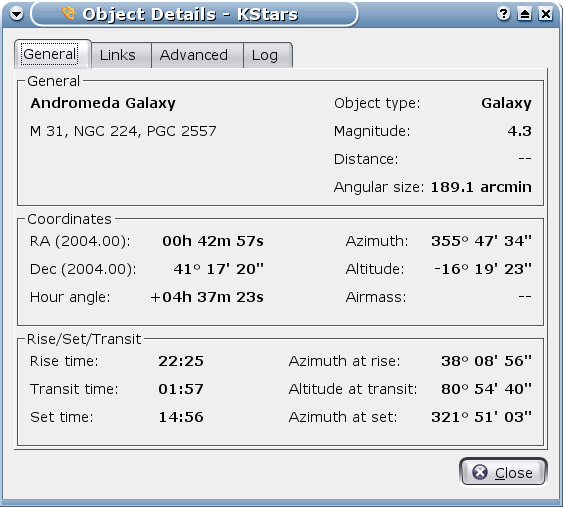 Object Details - KStars
General Links Advanced Log
General
Andromeda Galaxy Object type: Galaxy
M 31, NGC 224, PGC 2557 Magnitude: 4.3
Distance: --
Angular size: 189.1 arcmin
Coordinates
RA (2004.00): 00h 42m 57s Azimuth: 355° 47' 34"
Dec (2004.00): 41° 17' 20" Altitude: -16° 19' 23"
Hour angle: +04h 37m 23s Airmass: --
Rise/Set/Transit
Rise time: 22:25 Azimuth at rise: 38° 08' 56"
Transit time: 01:57 Altitude at transit: 80° 54' 40"
Set time: 14:56 Azimuth at set: 321° 51' 03"
Close